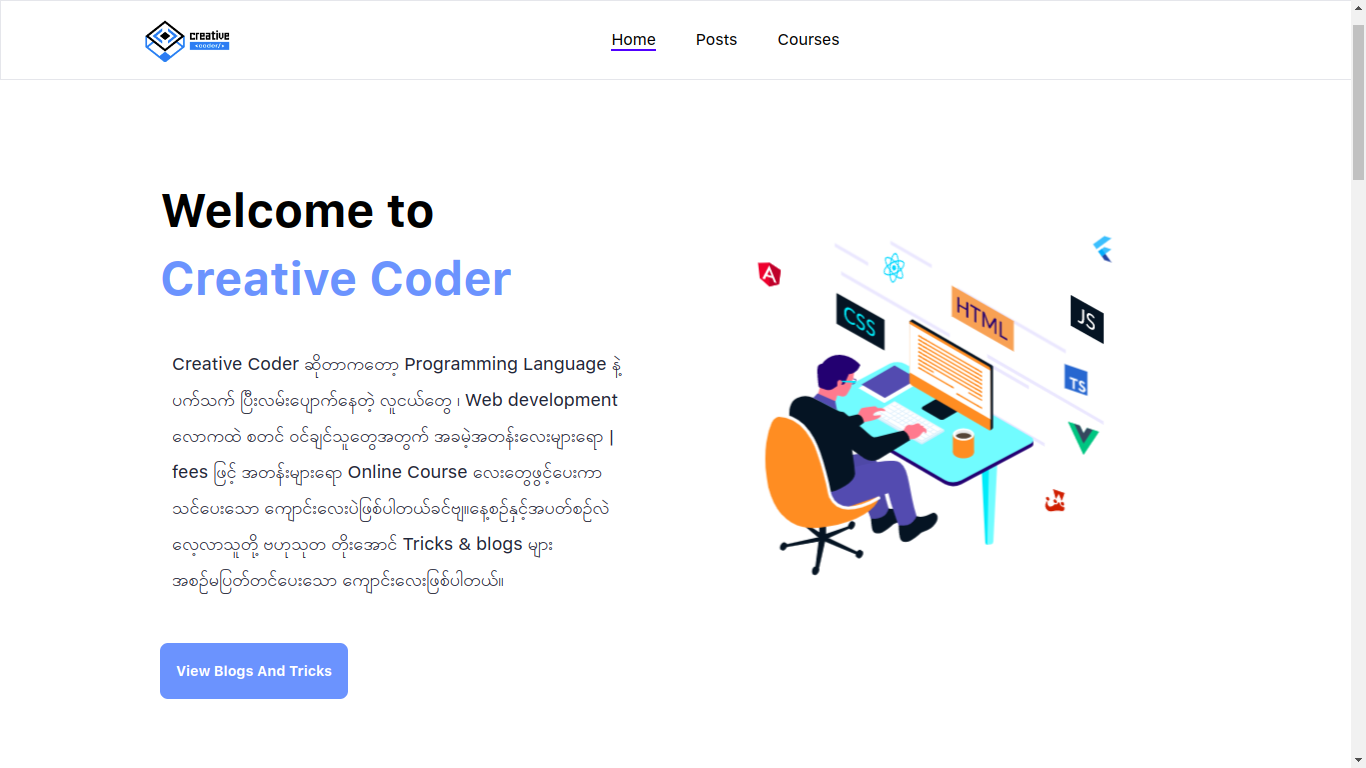 creative
<coder/>
Home
Posts
Courses
Welcome to
Creative Coder
Creative Coder ဆိုတာကတော့ Programming Language နဲ့
ပက်သက် ပြီးလမ်းပျောက်နေတဲ့ လူငယ်တွေ ၊ Web development
လောကထဲ စတင် ဝင်ချင်သူတွေအတွက် အခမဲ့အတန်းလေးများရော |
fees ဖြင့် အတန်းများရော Online Course လေးတွေဖွင့်ပေးကာ
သင်ပေးသော ကျောင်းလေးပဲဖြစ်ပါတယ်ခင်ဗျ။နေ့စဉ်နှင့်အပတ်စဉ်လဲ
လေ့လာသူတို့ ဗဟုသုတ တိုးအောင် Tricks & blogs များ
အစဉ်မပြတ်တင်ပေးသော ကျောင်းလေးဖြစ်ပါတယ်။
View Blogs And Tricks
A
CSS
HTML
JS
TS